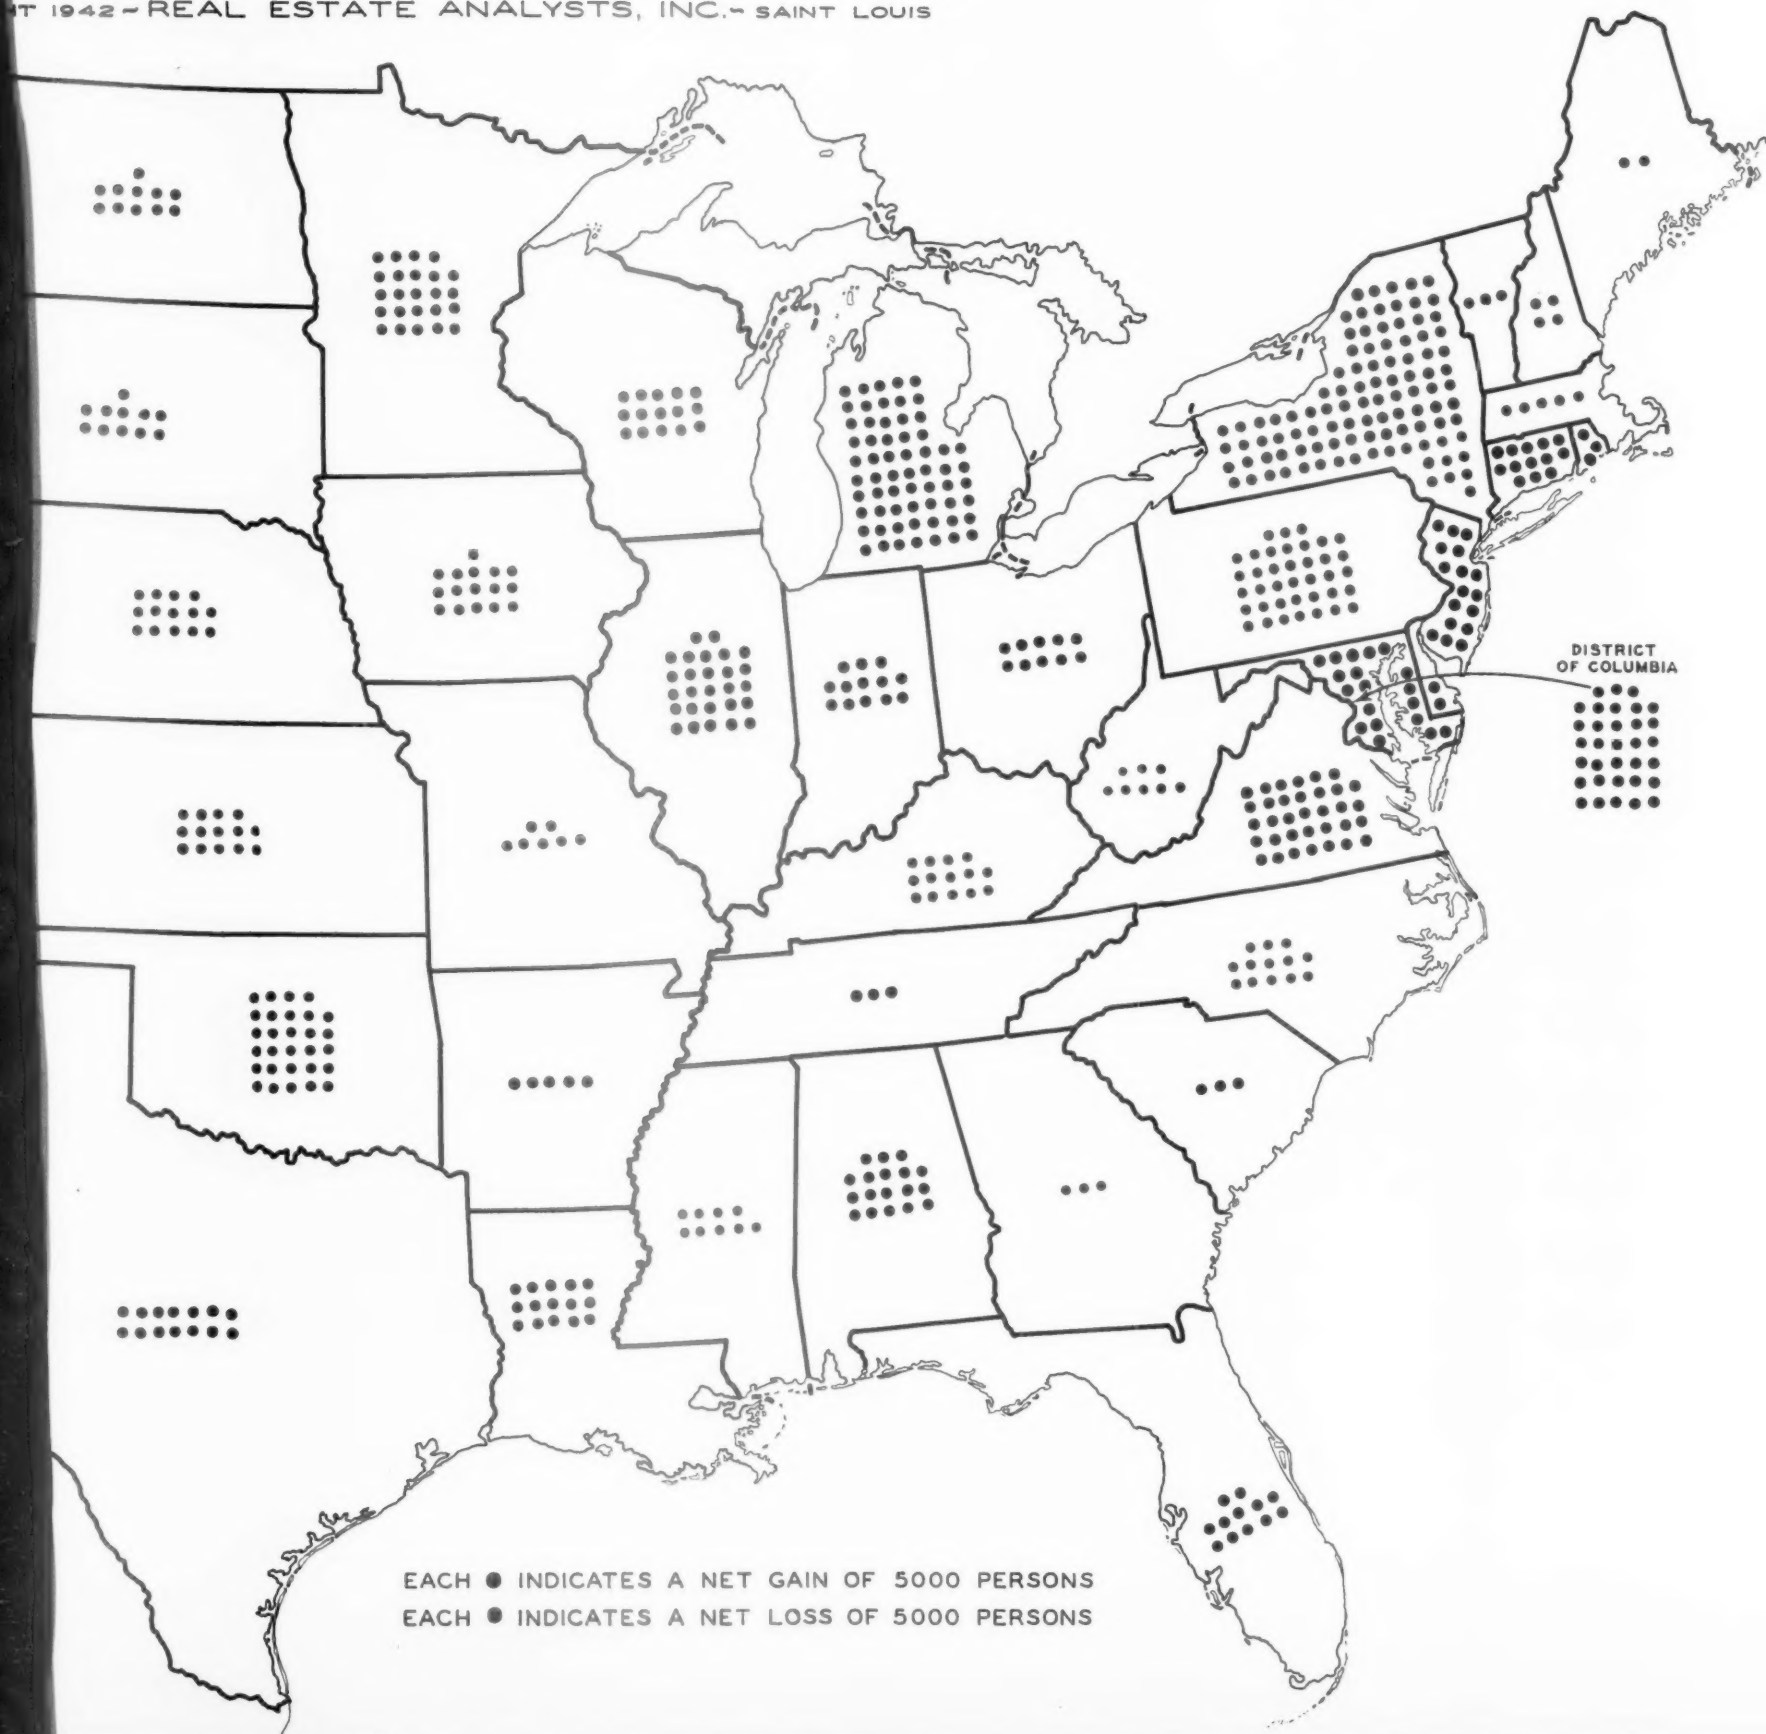 1942~REAL ESTATE ANALYSTS, INC.~SAINT LOUIS
DISTRICT
OF COLUMBIA
EACH ● INDICATES A NET GAIN OF 5000 PERSONS
EACH ● INDICATES A NET LOSS OF 5000 PERSONS